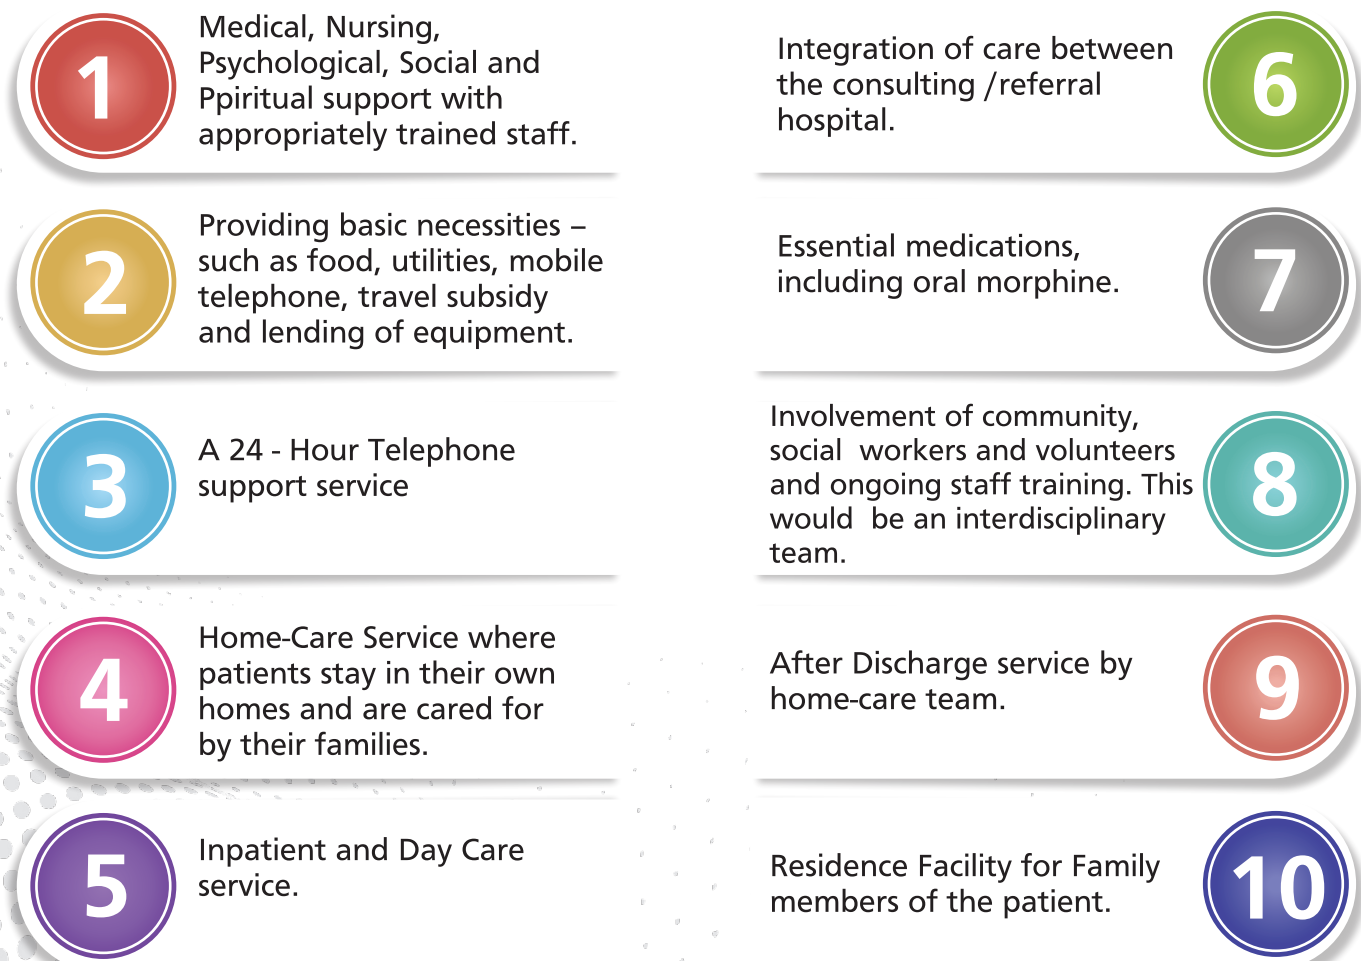 1
Medical, Nursing,
Psychological, Social and
Ppiritual support with
appropriately trained staff.
2
Providing basic necessities –
such as food, utilities, mobile
telephone, travel subsidy
and lending of equipment.
3
A 24 - Hour Telephone
support service
4
Home-Care Service where
patients stay in their own
homes and are cared for
by their families.
5
Inpatient and Day Care
service.
Integration of care between
the consulting /referral
hospital.
6
Essential medications,
including oral morphine.
7
Involvement of community,
social  workers and volunteers
and ongoing staff training. This
would  be an interdisciplinary
team.
8
After Discharge service by
home-care team.
9
Residence Facility for Family
members of the patient.
10